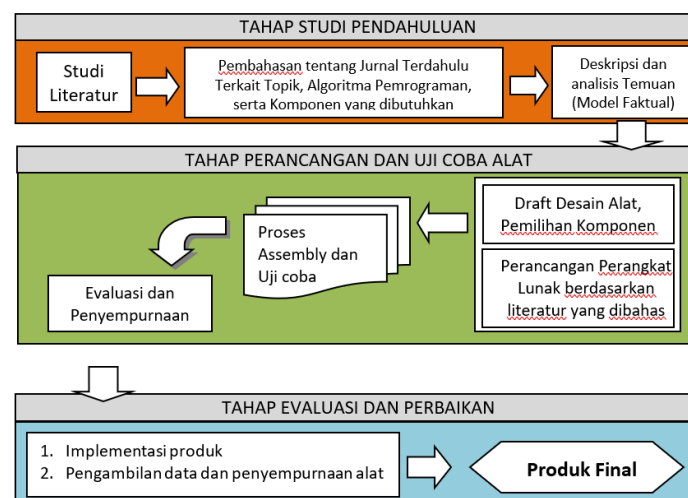 TAHAP STUDI PENDAHULUAN
Studi
Literatur
Pembahasan tentang Jurnal Terdahulu
Terkait Topik, Algoritma Pemrograman,
serta Komponen yang dibutuhkan
Deskripsi dan
analisis Temuan
(Model Faktual)
TAHAP PERANCANGAN DAN UJI COBA ALAT
Draft Desain Alat,
Pemilihan Komponen
Perancangan Perangkat
Lunak berdasarkan
literatur yang dibahas
Proses
Assembly dan
Uji coba
Evaluasi dan
Penyempurnaan
TAHAP EVALUASI DAN PERBAIKAN
1. Implementasi produk
2. Pengambilan data dan penyempurnaan alat
Produk Final